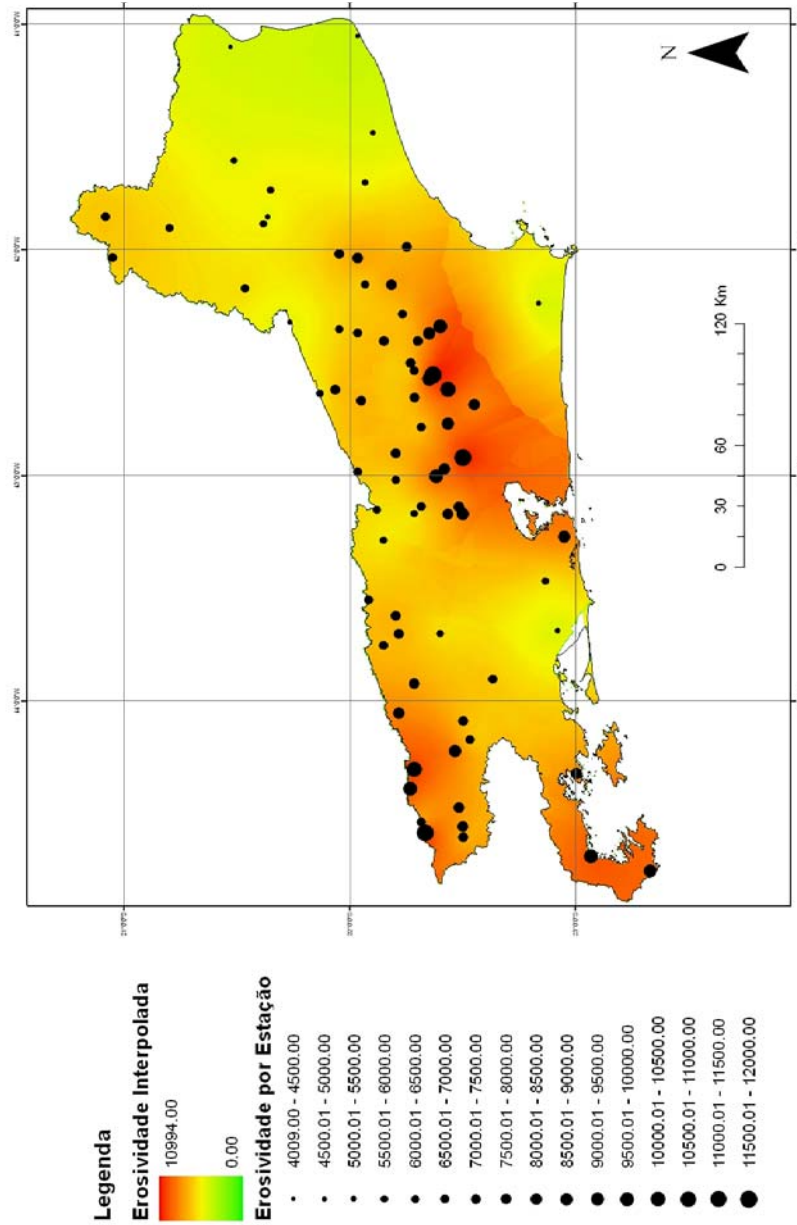 N
0
30
60
120 Km
Legenda
Erosividade Interpolada
10994.00
0.00
Erosividade por Estação
4009.00 - 4500.00
4500.01 - 5000.00
5000.01 - 5500.00
5500.01 - 6000.00
6000.01 - 6500.00
6500.01 - 7000.00
7000.01 - 7500.00
7500.01 - 8000.00
8000.01 - 8500.00
8500.01 - 9000.00
9000.01 - 9500.00
9500.01 - 10000.00
10000.01 - 10500.00
10500.01 - 11000.00
11000.01 - 11500.00
11500.01 - 12000.00